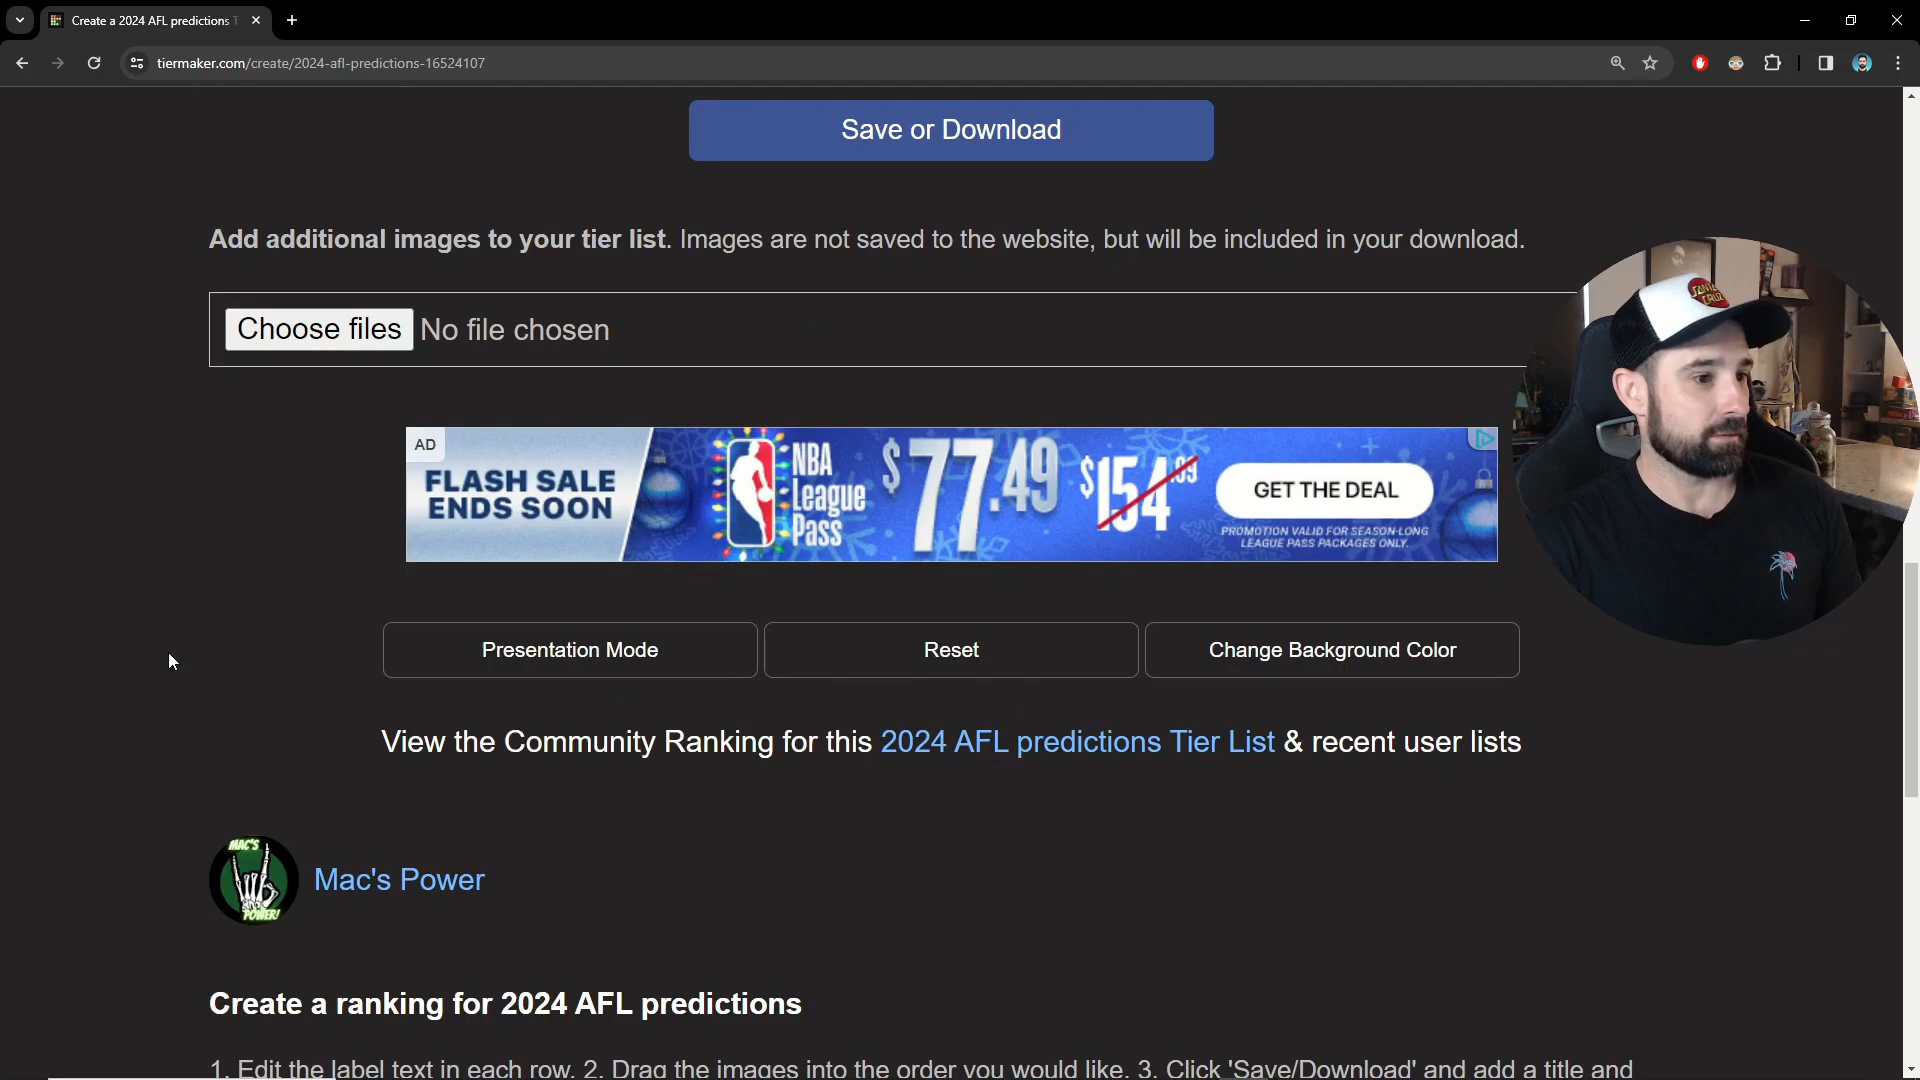 Create a 2024 AFL predictions T
tiermaker.com/create/2024-afl-predictions-16524107
Save or Download
Add additional images to your tier list. Images are not saved to the website, but will be included in your download.
Choose files No file chosen
AD
FLASH SALE
ENDS SOON
NBA
League
Pass
$77.49
$154.99
GET THE DEAL
PROMOTION VALID FOR SEASON-LONG
LEAGUE PASS PACKAGES ONLY.
SANTA
CRUZ
Presentation Mode
Reset
Change Background Color
View the Community Ranking for this 2024 AFL predictions Tier List & recent user lists
MAC'S
POWER!
Mac's Power
Create a ranking for 2024 AFL predictions
1. Edit the label text in each row. 2. Drag the images into the order you would like. 3. Click 'Save/Download' and add a title and